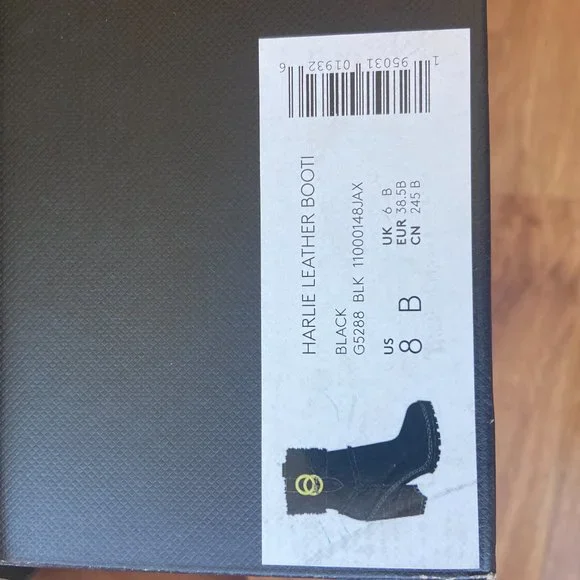 1 95031 01932 6
HARLIE LEATHER BOOTI
BLACK
G5288 BLK 11000148JAX
US
8 B
UK 6 B
EUR 38.5B
CN 245 B